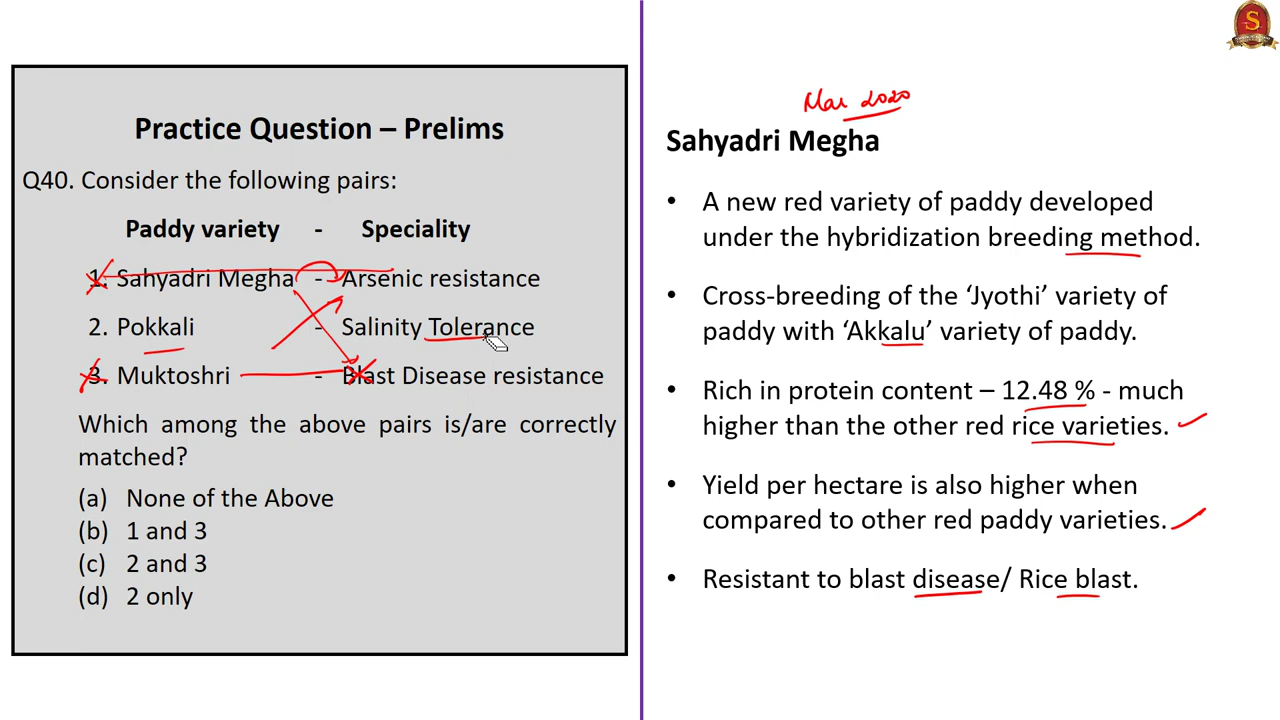 Practice Question – Prelims
Q40. Consider the following pairs:
Paddy variety - Speciality
1. Sahyadri Megha - Arsenic resistance
2. Pokkali - Salinity Tolerance
3. Muktoshri - Blast Disease resistance
Which among the above pairs is/are correctly
matched?
(a) None of the Above
(b) 1 and 3
(c) 2 and 3
(d) 2 only
Mar 2020
Sahyadri Megha
• A new red variety of paddy developed
under the hybridization breeding method.
• Cross-breeding of the ‘Jyothi’ variety of
paddy with ‘Akkalu’ variety of paddy.
• Rich in protein content – 12.48 % - much
higher than the other red rice varieties.
• Yield per hectare is also higher when
compared to other red paddy varieties.
• Resistant to blast disease/ Rice blast.
S